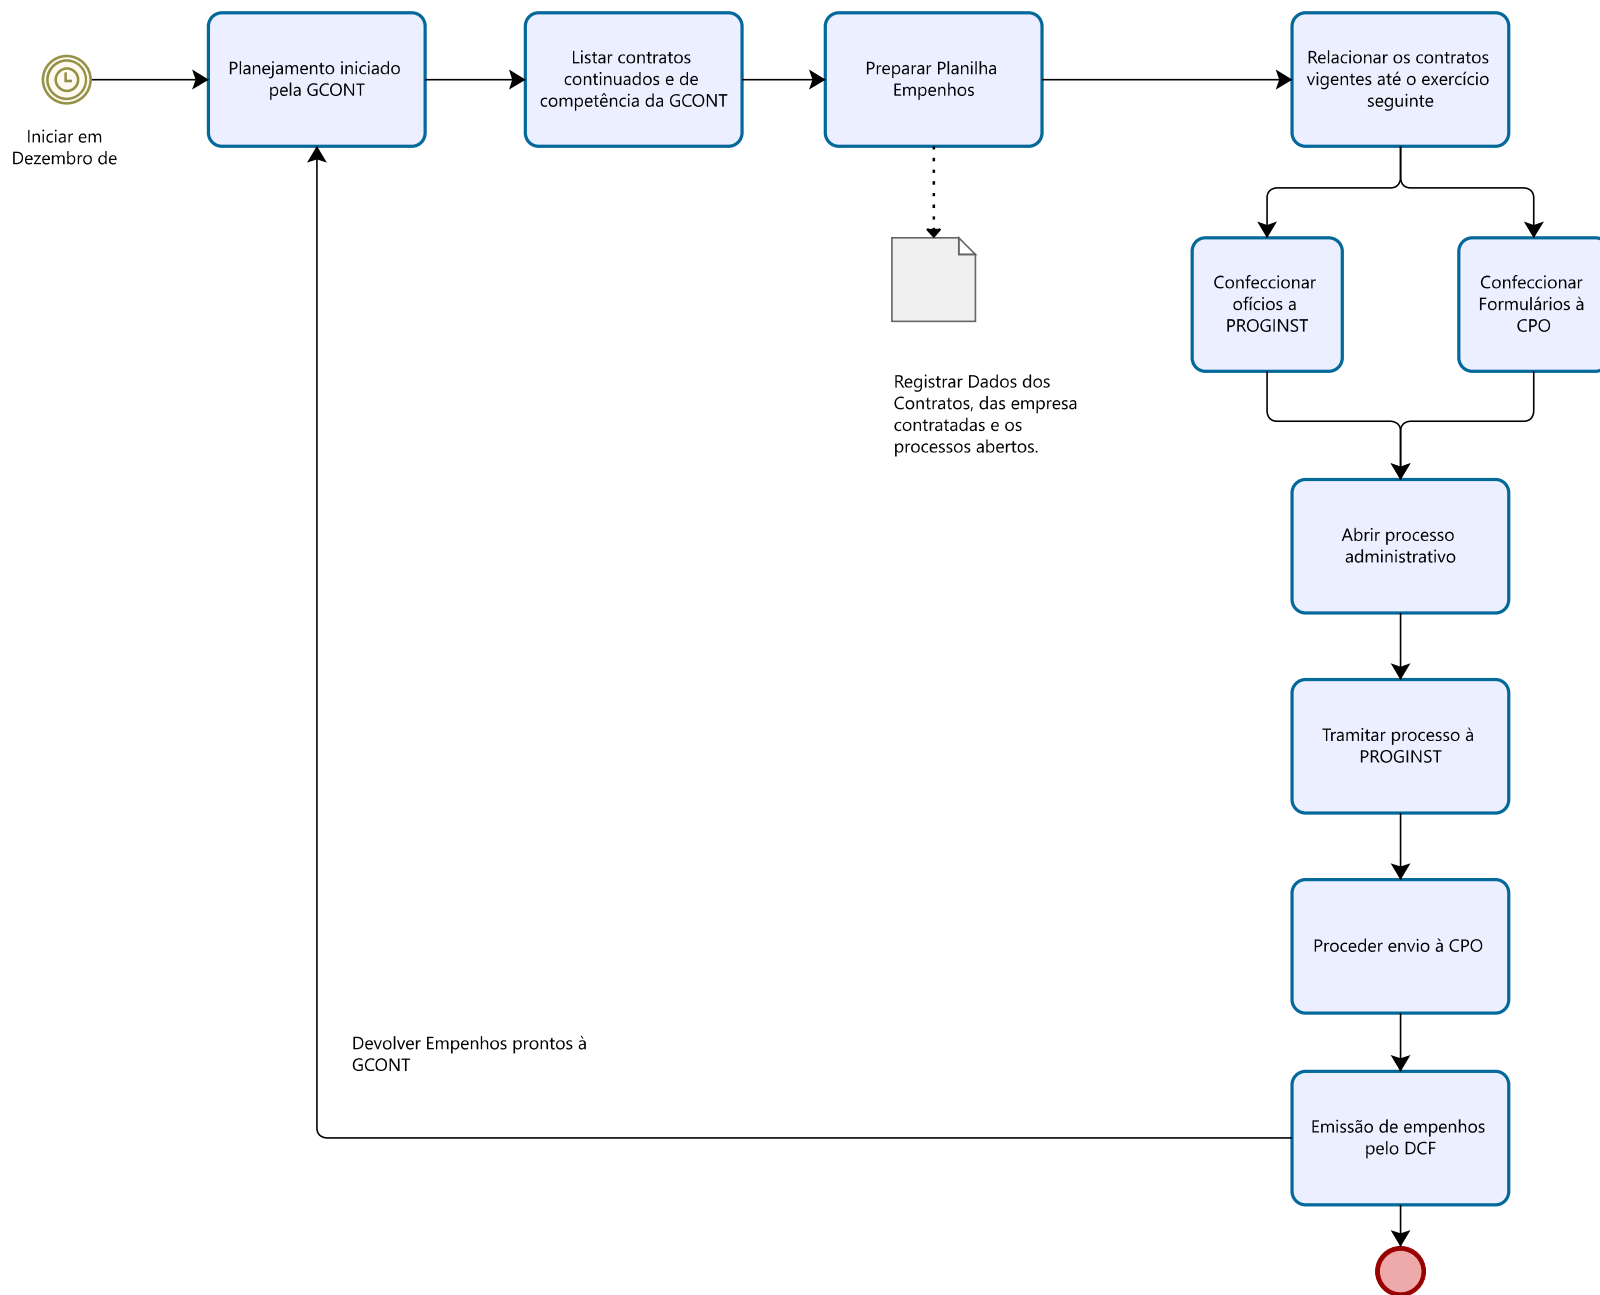 Planejamento iniciado
pela GCONT
Listar contratos
continuados e de
competência da GCONT
Preparar Planilha
Empenhos
Relacionar os contratos
vigentes até o exercício
seguinte
Iniciar em
Dezembro de
Confeccionar
ofícios a
PROGINST
Confeccionar
Formulários à
CPO
Registrar Dados dos
Contratos, das empresa
contratadas e os
processos abertos.
Abrir processo
administrativo
Tramitar processo à
PROGINST
Proceder envio à CPO
Devolver Empenhos prontos à
GCONT
Emissão de empenhos
pelo DCF